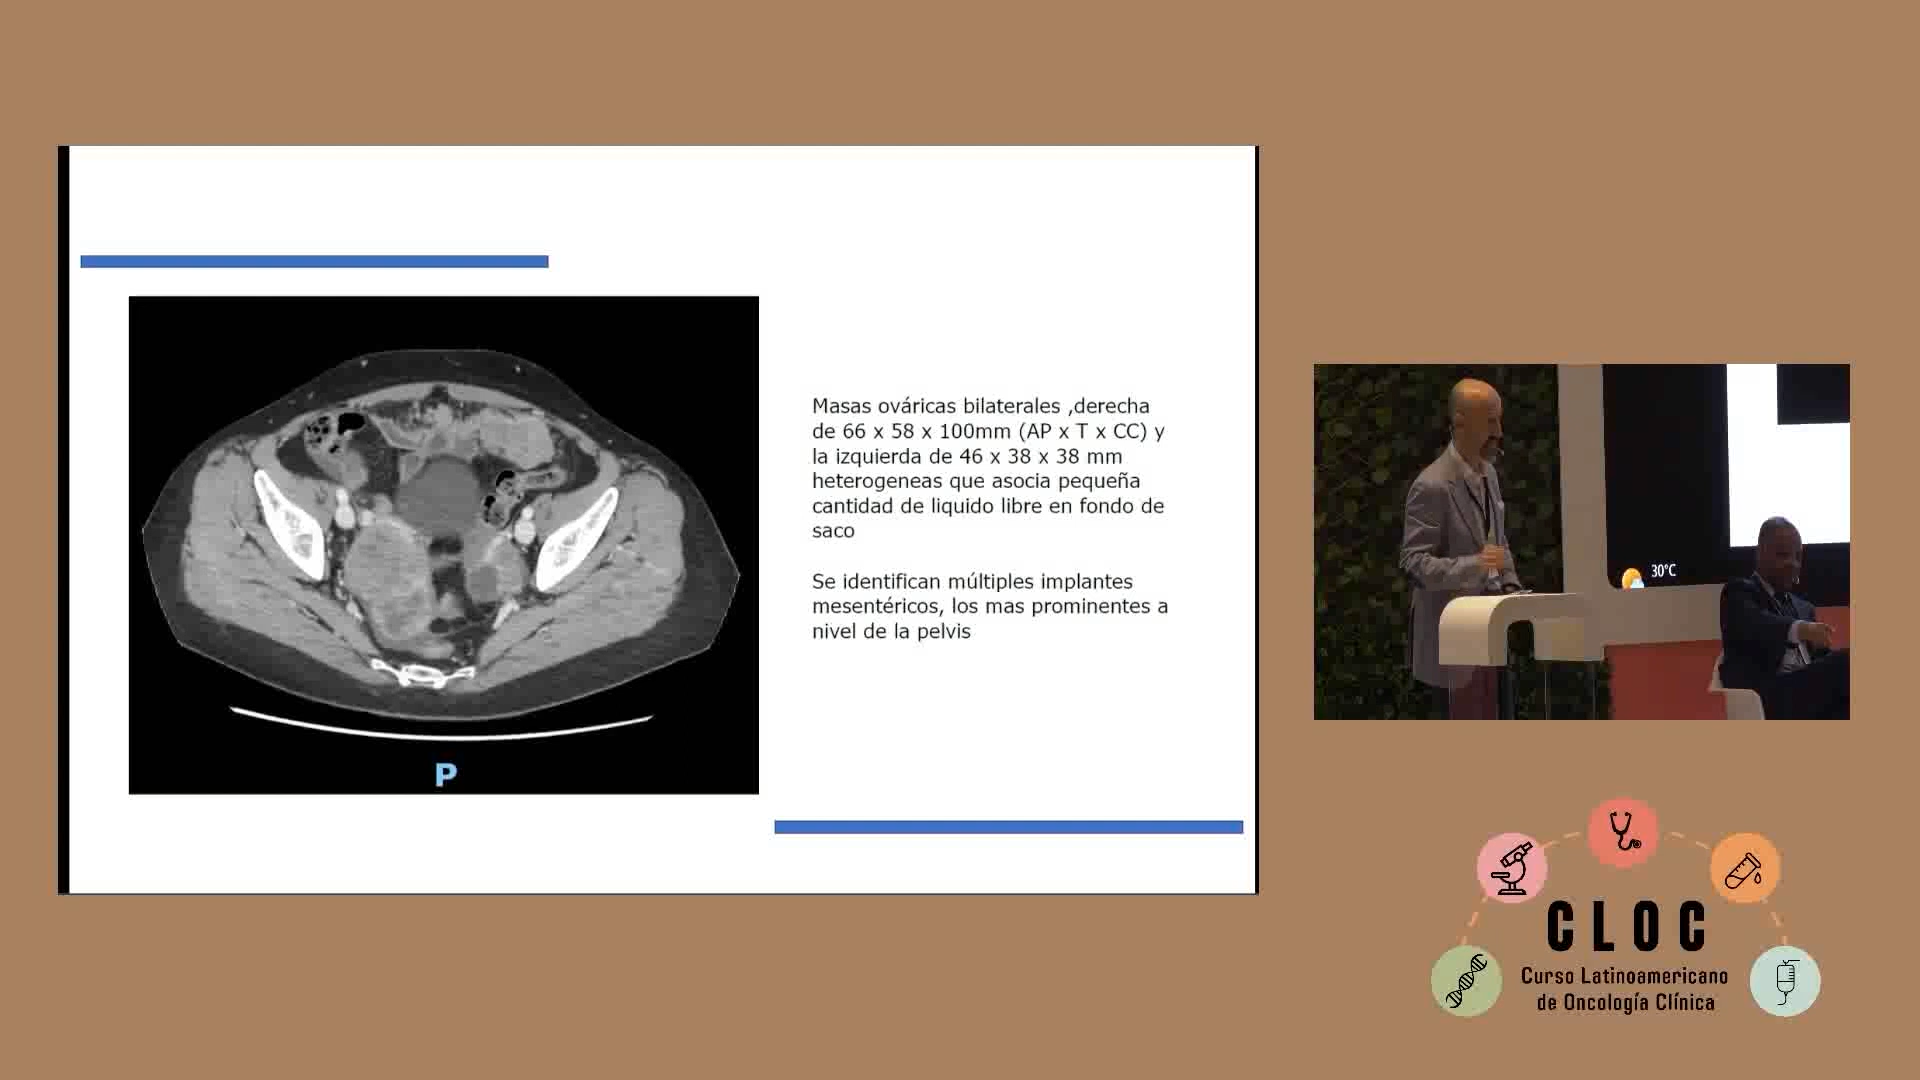 Masas ováricas bilaterales ,derecha
de 66 x 58 x 100mm (AP x T x CC) y
la izquierda de 46 x 38 x 38 mm
heterogeneas que asocia pequeña
cantidad de liquido libre en fondo de
saco
Se identifican múltiples implantes
mesentéricos, los mas prominentes a
nivel de la pelvis
P
30°C
CLOC
Curso Latinoamericano
de Oncología Clínica